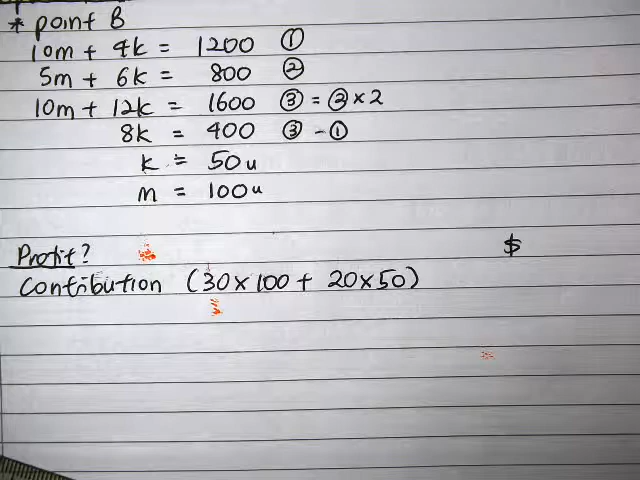 * point B
10m + 4k = 1200 ①
5m + 6k = 800 ②
10m + 12k = 1600 ③ = ② × 2
8k = 400 ③ - ①
k = 50u
m = 100u
Profit? $
Contribution (30 × 100 + 20 × 50)